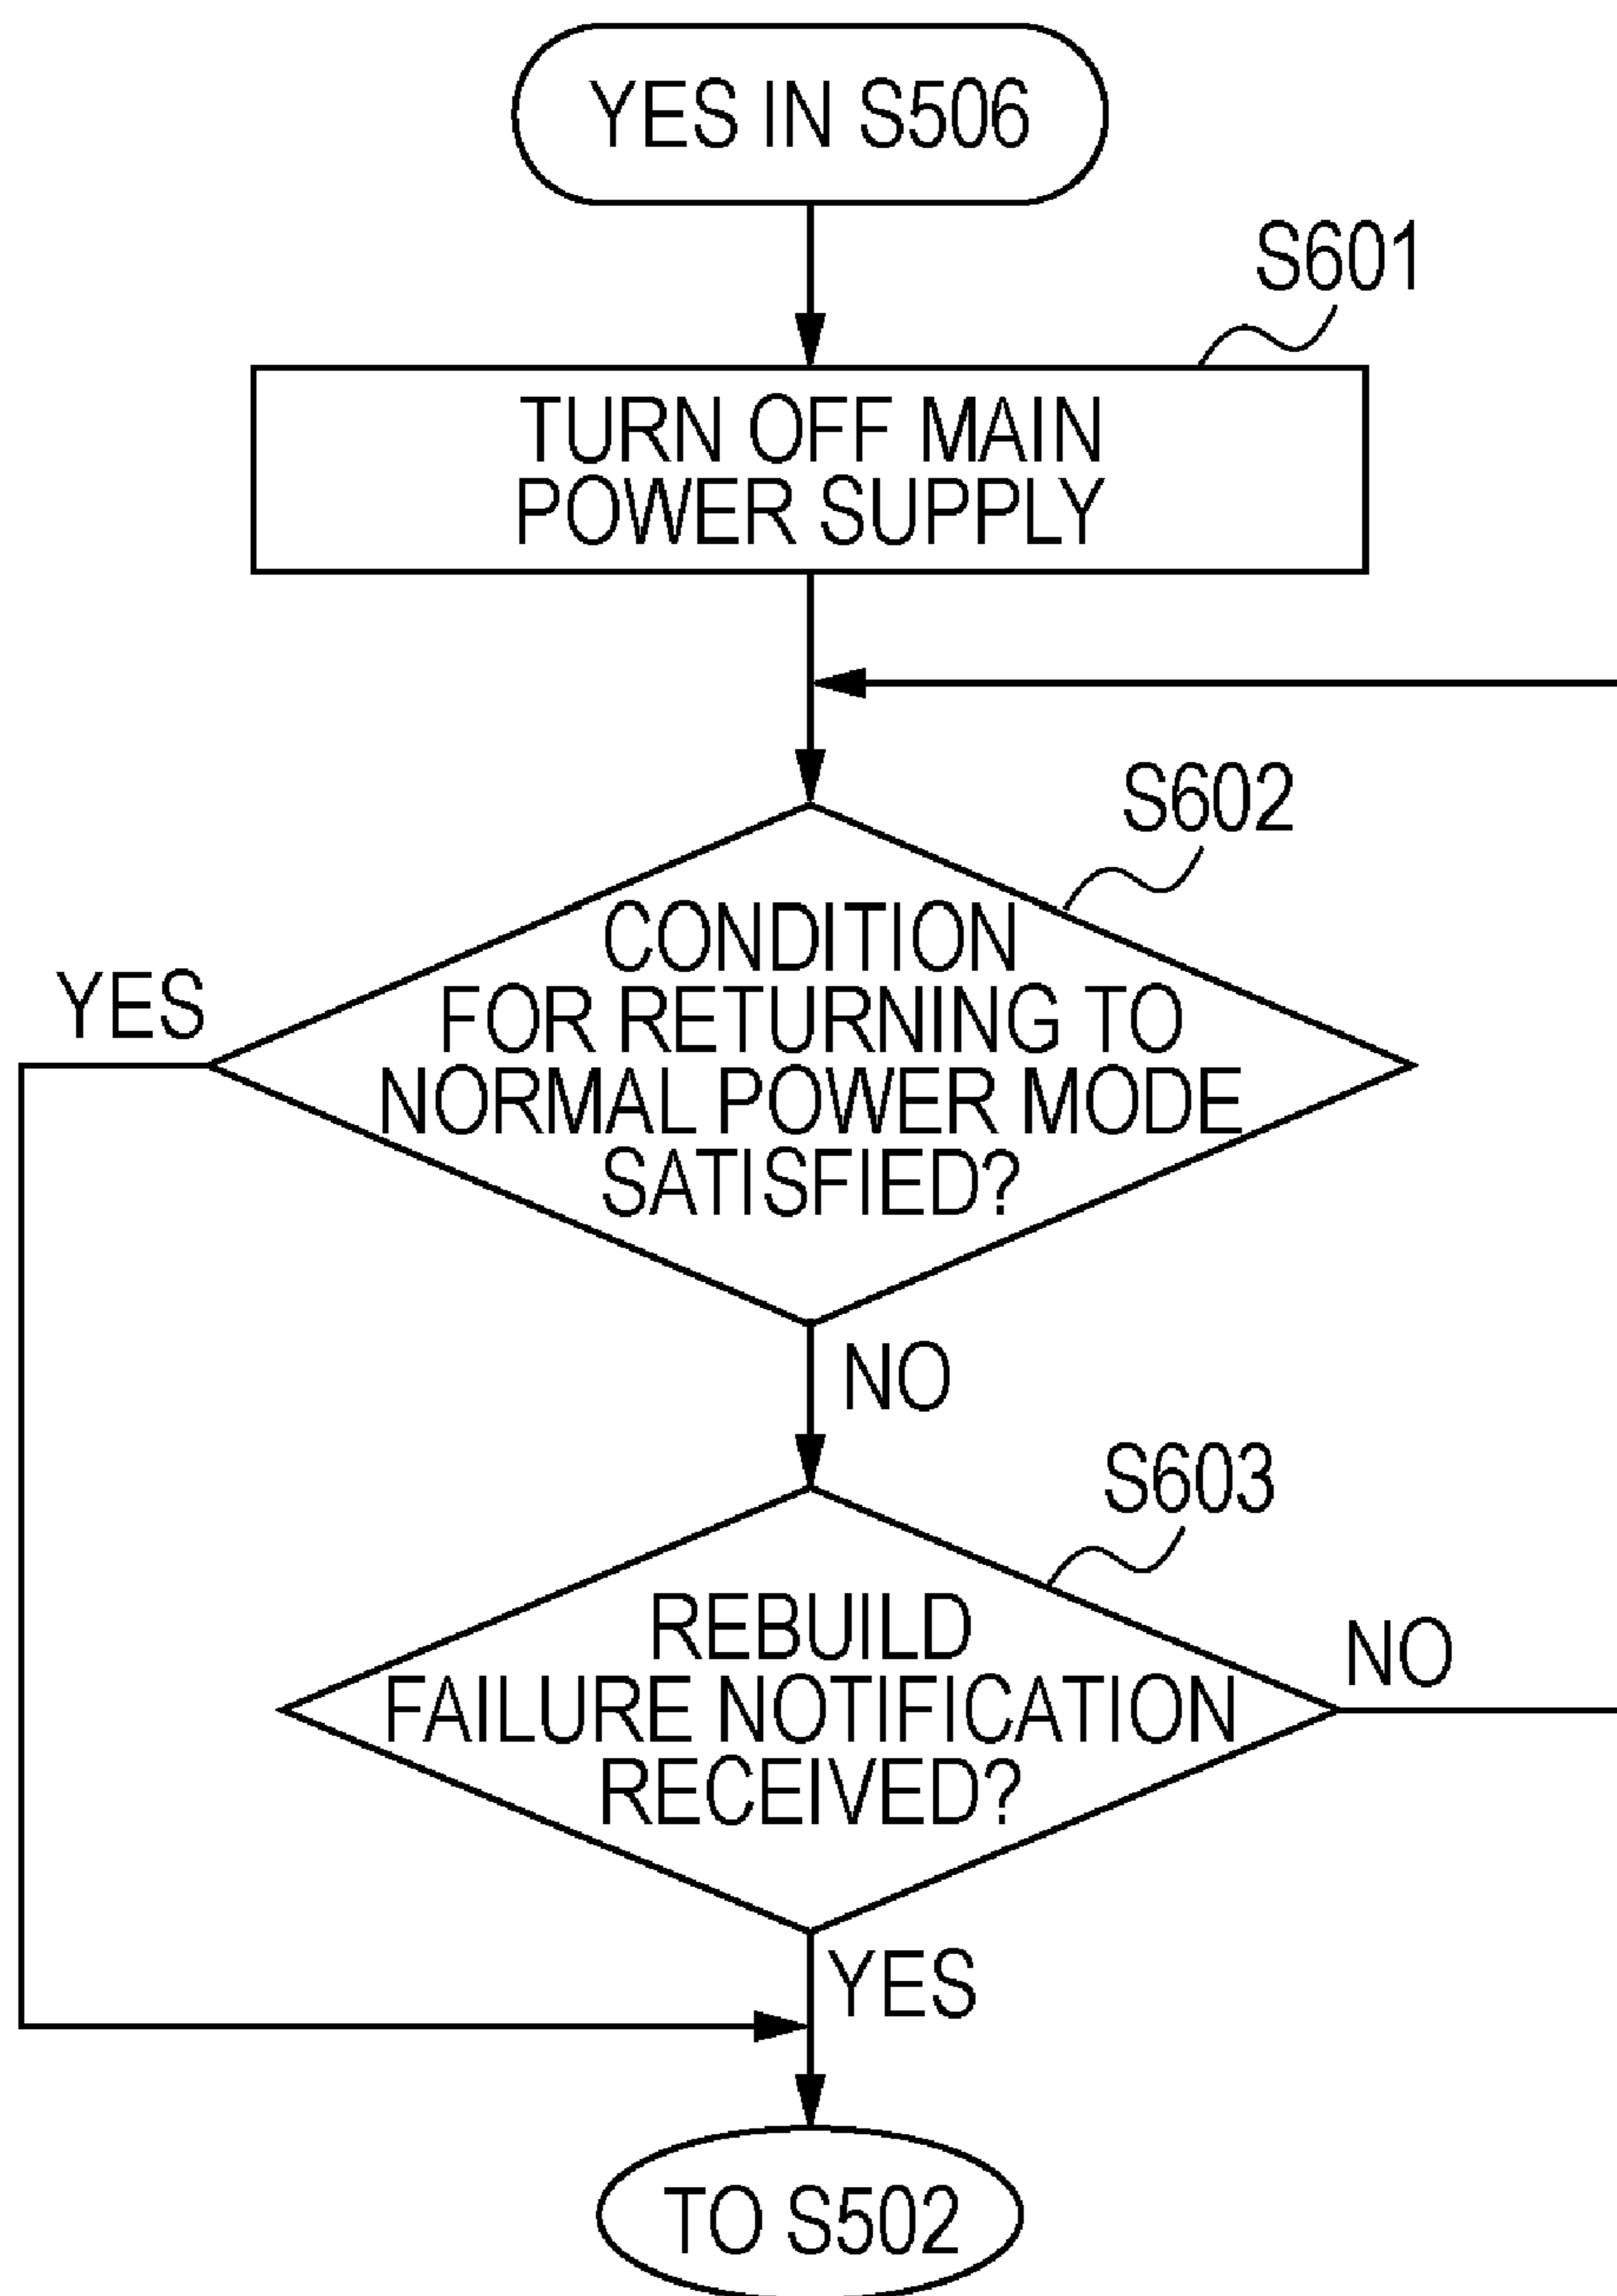 YES IN S506
S601
TURN OFF MAIN
POWER SUPPLY
S602
CONDITION
FOR RETURNING TO
NORMAL POWER MODE
SATISFIED?
YES
NO
S603
REBUILD
FAILURE NOTIFICATION
RECEIVED?
NO
YES
TO S502